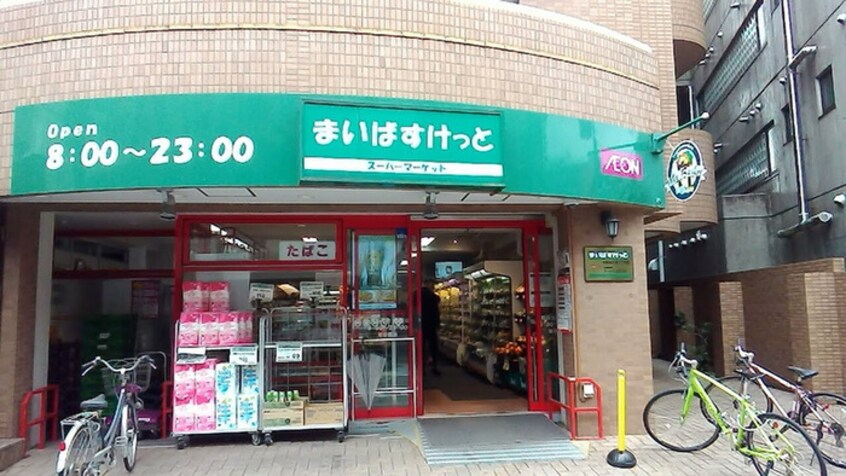 Open
8:00～23:00
まいばすけっと
スーパーマーケット
ÆON
たばこ
まいばすけっと